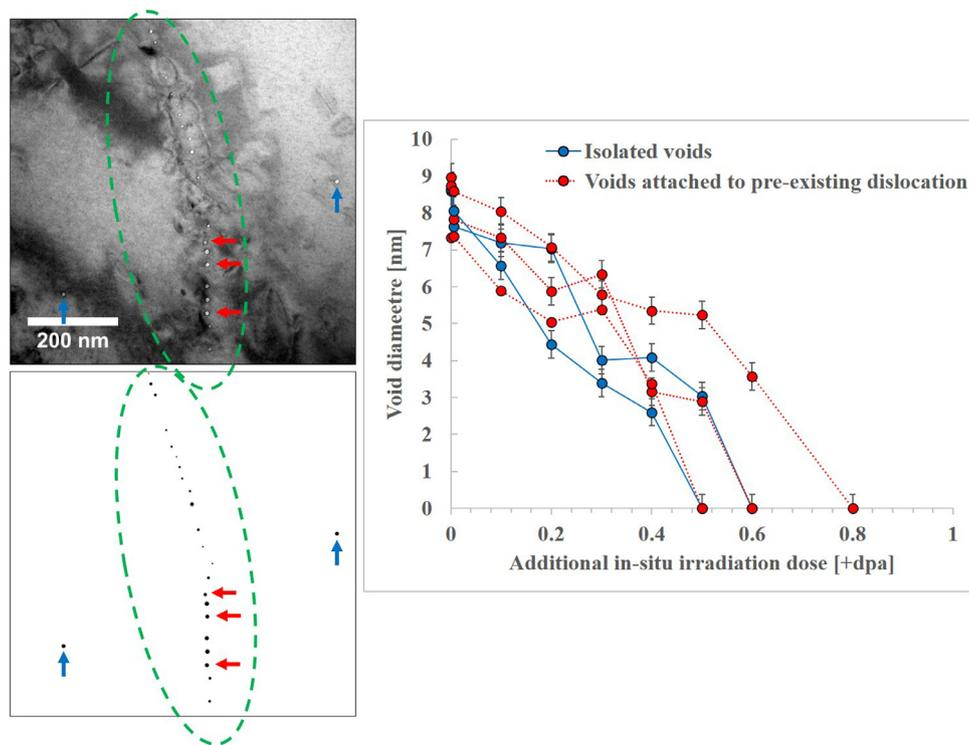 200 nm
10
9
8
7
6
5
4
3
2
1
0
Void diameetre [nm]
Isolated voids
Voids attached to pre-existing dislocation
0 0.2 0.4 0.6 0.8 1
Additional in-situ irradiation dose [+dpa]